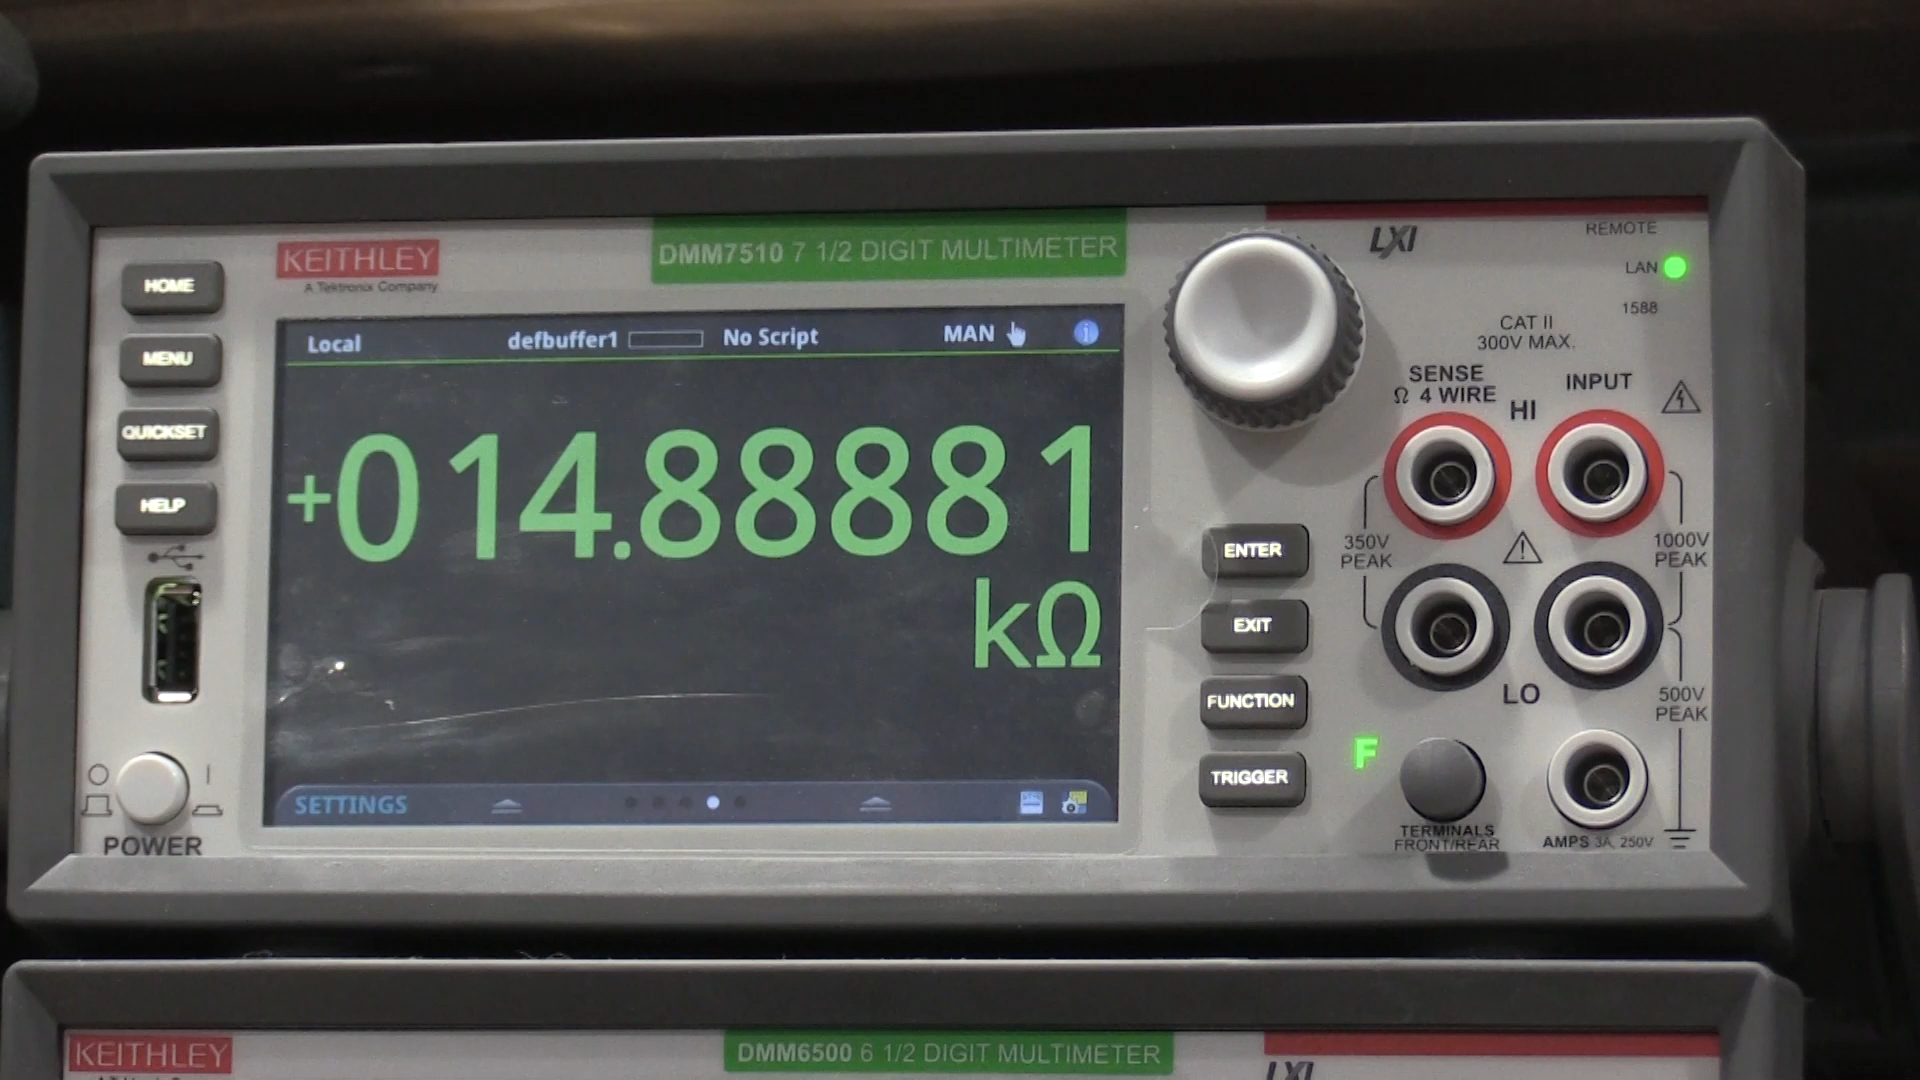 KEITHLEY
A Tektronix Company
DMM7510 7 1/2 DIGIT MULTIMETER
LXI
REMOTE
LAN
1588
HOME
MENU
QUICKSET
HELP
POWER
Local defbuffer1 No Script MAN
+014.88881
kΩ
SETTINGS
ENTER
EXIT
FUNCTION
TRIGGER
CAT II
300V MAX.
SENSE
Ω 4 WIRE
INPUT
HI
350V
PEAK
1000V
PEAK
LO
500V
PEAK
F
TERMINALS
FRONT/REAR
AMPS 3A, 250V
KEITHLEY
DMM6500 6 1/2 DIGIT MULTIMETER
LXI